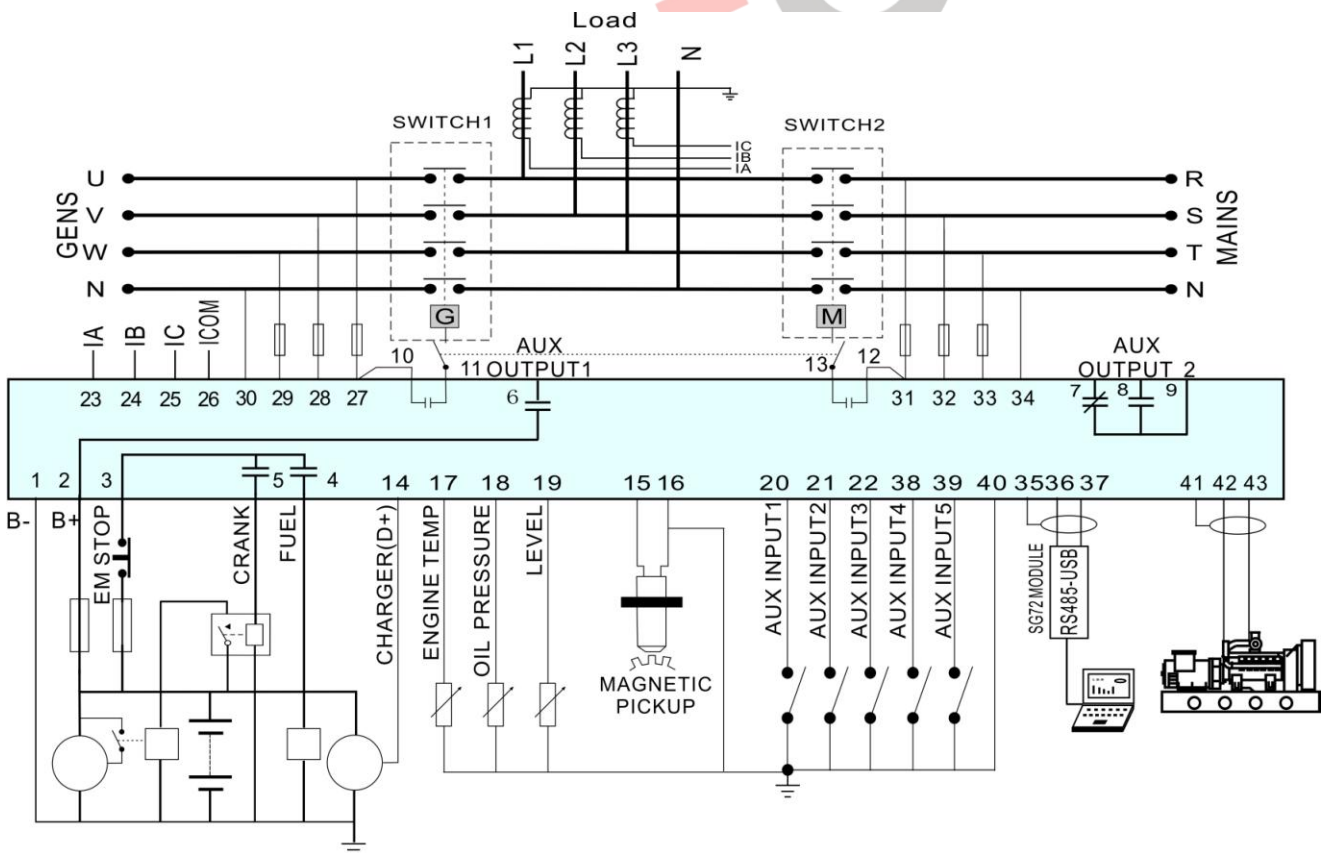 Load
L1
L2
L3
N
SWITCH1
SWITCH2
IC
IB
IA
GENS
U
V
W
N
R
S
T
N
MAINS
G
M
IA
IB
IC
ICOM
10
11
AUX
OUTPUT1
13
12
AUX
OUTPUT 2
23
24
25
26
30
29
28
27
6
31
32
33
34
7
8
9
1
2
3
5
4
14
17
18
19
15
16
20
21
22
38
39
40
35
36
37
41
42
43
B-
B+
EM STOP
CRANK
FUEL
CHARGER(D+)
ENGINE TEMP
OIL PRESSURE
LEVEL
MAGNETIC
PICKUP
AUX INPUT1
AUX INPUT2
AUX INPUT3
AUX INPUT4
AUX INPUT5
SG72 MODULE
RS485-USB